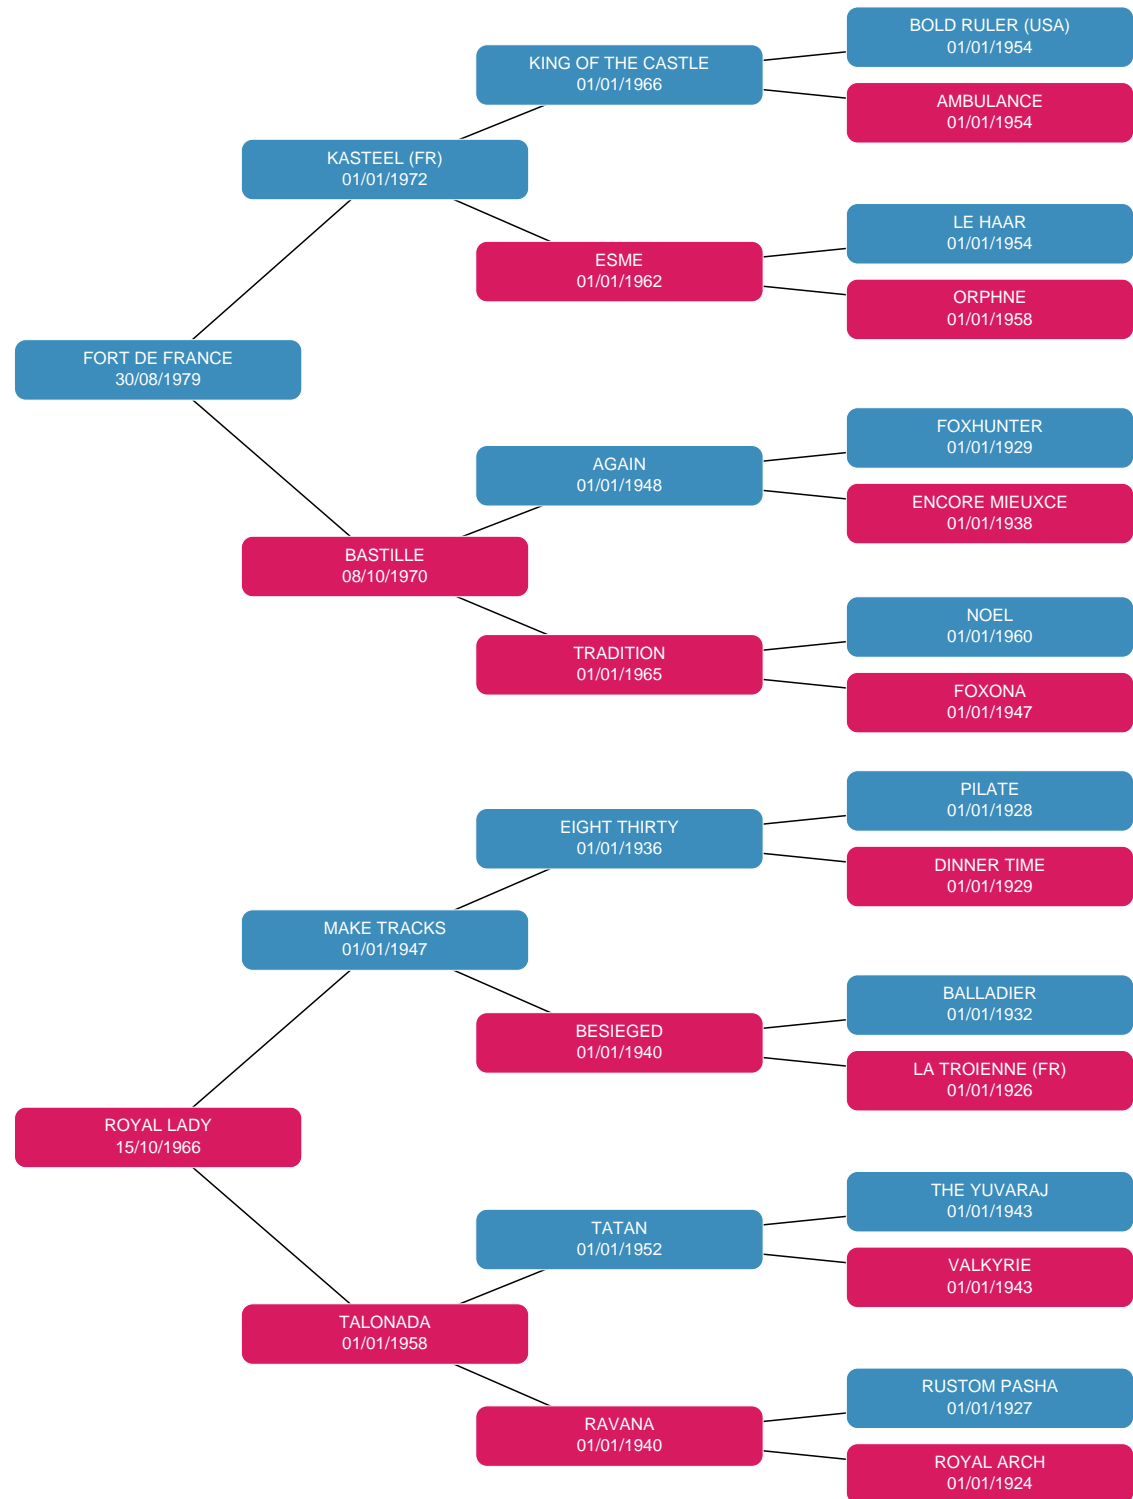 BOLD RULER (USA)
01/01/1954
KING OF THE CASTLE
01/01/1966
AMBULANCE
01/01/1954
KASTEEL (FR)
01/01/1972
LE HAAR
01/01/1954
ESME
01/01/1962
ORPHNE
01/01/1958
FORT DE FRANCE
30/08/1979
FOXHUNTER
01/01/1929
AGAIN
01/01/1948
ENCORE MIEUXCE
01/01/1938
BASTILLE
08/10/1970
NOEL
01/01/1960
TRADITION
01/01/1965
FOXONA
01/01/1947
PILATE
01/01/1928
EIGHT THIRTY
01/01/1936
DINNER TIME
01/01/1929
MAKE TRACKS
01/01/1947
BALLADIER
01/01/1932
BESIEGED
01/01/1940
LA TROIENNE (FR)
01/01/1926
ROYAL LADY
15/10/1966
THE YUVARAJ
01/01/1943
TATAN
01/01/1952
VALKYRIE
01/01/1943
TALONADA
01/01/1958
RUSTOM PASHA
01/01/1927
RAVANA
01/01/1940
ROYAL ARCH
01/01/1924